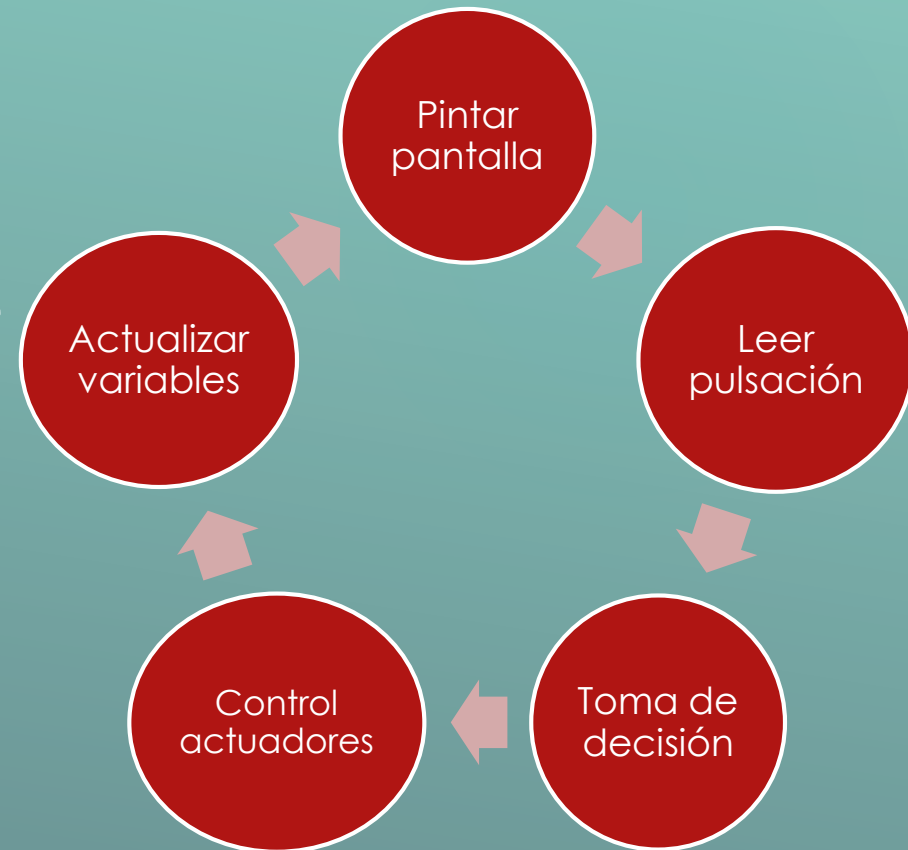 Pintar
pantalla
Leer
pulsación
Toma de
decisión
Control
actuadores
Actualizar
variables